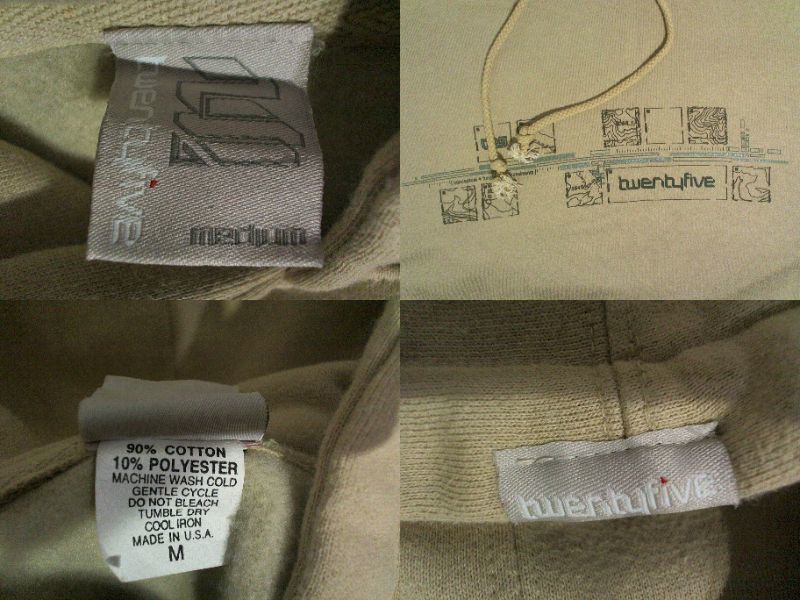 twentyfive
medium
twentyfive
90% COTTON
10% POLYESTER
MACHINE WASH COLD
GENTLE CYCLE
DO NOT BLEACH
TUMBLE DRY
COOL IRON
MADE IN U.S.A.
M
twentyfive